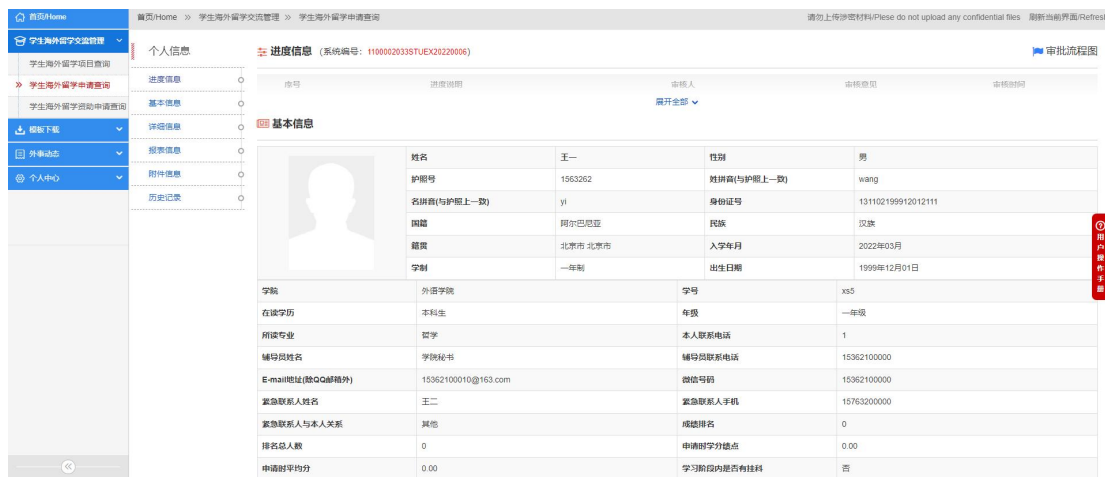 首页/Home
首页/Home » 学生海外留学交流管理 » 学生海外留学申请查询
请勿上传涉密材料/Plese do not upload any confidential files 刷新当前界面/Refresh
学生海外留学交流管理
学生海外留学项目查询
» 学生海外留学申请查询
学生海外留学资助申请查询
模板下载
外事动态
个人中心
个人信息
进度信息
基本信息
详细信息
报表信息
附件信息
历史记录
进度信息 (系统编号: 1100002033STUEX20220006)
审批流程图
序号 进度说明 审核人 审核意见 审核时间
展开全部
基本信息
姓名 王一 性别 男
护照号 1563262 姓拼音(与护照上一致) wang
名拼音(与护照上一致) yi 身份证号 131102199912012111
国籍 阿尔巴尼亚 民族 汉族
籍贯 北京市 北京市 入学年月 2022年03月
学制 一年制 出生日期 1999年12月01日
学院 外语学院 学号 xs5
在读学历 本科生 年级 一年级
所读专业 哲学 本人联系电话 1
辅导员姓名 学院秘书 辅导员联系电话 15362100000
E-mail地址(除QQ邮箱外) 15362100010@163.com 微信号码 15362100000
紧急联系人姓名 王二 紧急联系人手机 15763200000
紧急联系人与本人关系 其他 成绩排名 0
排名总人数 0 申请时学分绩点 0.00
申请时平均分 0.00 学习阶段内是否有挂科 否
用户操作手册